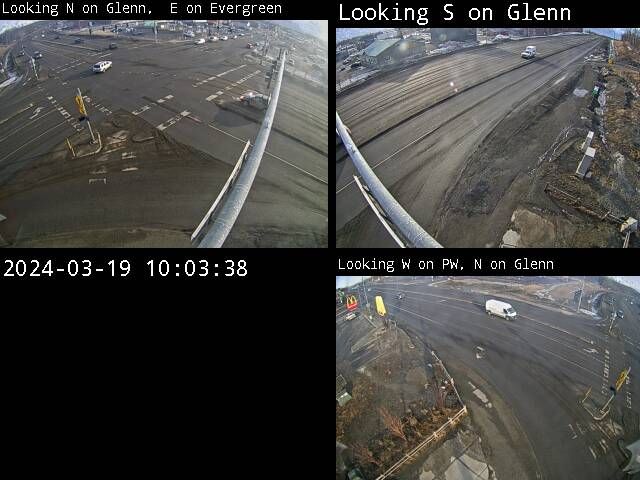 Looking N on Glenn, E on Evergreen
Looking S on Glenn
2024-03-19 10:03:38
Looking W on PW, N on Glenn